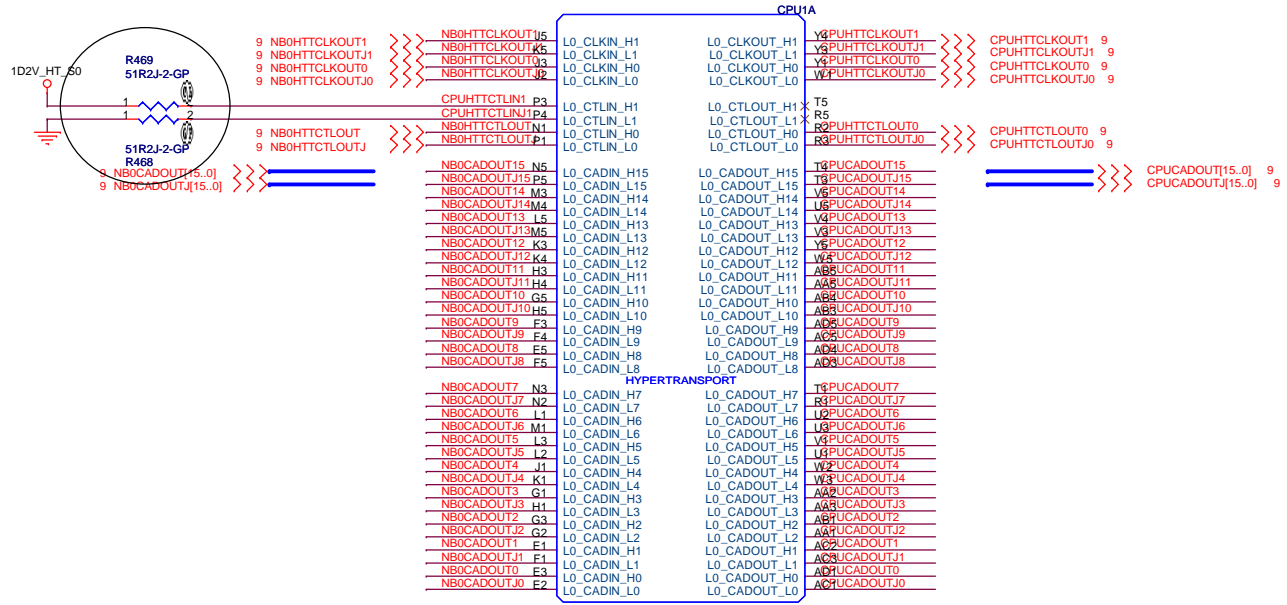 CPU1A
1D2V_HT_S0
R469
51R2J-2-GP
1 2
1 2
51R2J-2-GP
R468
9 NB0HTTCLKOUT1
9 NB0HTTCLKOUTJ1
9 NB0HTTCLKOUT0
9 NB0HTTCLKOUTJ0
9 NB0HTTCTLOUT
9 NB0HTTCTLOUTJ
9 NB0CADOUT[15..0]
9 NB0CADOUTJ[15..0]
NB0HTTCLKOUT1 J5 L0_CLKIN_H1 L0_CLKOUT_H1 Y4 CPUHTTCLKOUT1
NB0HTTCLKOUTJ1 K5 L0_CLKIN_L1 L0_CLKOUT_L1 Y3 CPUHTTCLKOUTJ1
NB0HTTCLKOUT0 J3 L0_CLKIN_H0 L0_CLKOUT_H0 Y1 CPUHTTCLKOUT0
NB0HTTCLKOUTJ0 J2 L0_CLKIN_L0 L0_CLKOUT_L0 W1 CPUHTTCLKOUTJ0
CPUHTTCTLIN1 P3 L0_CTLIN_H1 L0_CTLOUT_H1 T5
CPUHTTCTLINJ1 P4 L0_CTLIN_L1 L0_CTLOUT_L1 R5
NB0HTTCTLOUT N1 L0_CTLIN_H0 L0_CTLOUT_H0 R2 CPUHTTCTLOUT0
NB0HTTCTLOUTJ P1 L0_CTLIN_L0 L0_CTLOUT_L0 R3 CPUHTTCTLOUTJ0
NB0CADOUT15 N5 L0_CADIN_H15 L0_CADOUT_H15 T4 CPUCADOUT15
NB0CADOUTJ15 P5 L0_CADIN_L15 L0_CADOUT_L15 T3 CPUCADOUTJ15
NB0CADOUT14 M3 L0_CADIN_H14 L0_CADOUT_H14 V5 CPUCADOUT14
NB0CADOUTJ14 M4 L0_CADIN_L14 L0_CADOUT_L14 U5 CPUCADOUTJ14
NB0CADOUT13 L5 L0_CADIN_H13 L0_CADOUT_H13 V4 CPUCADOUT13
NB0CADOUTJ13 M5 L0_CADIN_L13 L0_CADOUT_L13 V3 CPUCADOUTJ13
NB0CADOUT12 K3 L0_CADIN_H12 L0_CADOUT_H12 Y5 CPUCADOUT12
NB0CADOUTJ12 K4 L0_CADIN_L12 L0_CADOUT_L12 W5 CPUCADOUTJ12
NB0CADOUT11 H3 L0_CADIN_H11 L0_CADOUT_H11 AB5 CPUCADOUT11
NB0CADOUTJ11 H4 L0_CADIN_L11 L0_CADOUT_L11 AA5 CPUCADOUTJ11
NB0CADOUT10 G5 L0_CADIN_H10 L0_CADOUT_H10 AB4 CPUCADOUT10
NB0CADOUTJ10 H5 L0_CADIN_L10 L0_CADOUT_L10 AB3 CPUCADOUTJ10
NB0CADOUT9 F3 L0_CADIN_H9 L0_CADOUT_H9 AD5 CPUCADOUT9
NB0CADOUTJ9 F4 L0_CADIN_L9 L0_CADOUT_L9 AC5 CPUCADOUTJ9
NB0CADOUT8 E5 L0_CADIN_H8 L0_CADOUT_H8 AD4 CPUCADOUT8
NB0CADOUTJ8 F5 L0_CADIN_L8 L0_CADOUT_L8 AD3 CPUCADOUTJ8
HYPERTRANSPORT
NB0CADOUT7 N3 L0_CADIN_H7 L0_CADOUT_H7 T1 CPUCADOUT7
NB0CADOUTJ7 N2 L0_CADIN_L7 L0_CADOUT_L7 R1 CPUCADOUTJ7
NB0CADOUT6 L1 L0_CADIN_H6 L0_CADOUT_H6 U2 CPUCADOUT6
NB0CADOUTJ6 M1 L0_CADIN_L6 L0_CADOUT_L6 U3 CPUCADOUTJ6
NB0CADOUT5 L3 L0_CADIN_H5 L0_CADOUT_H5 V1 CPUCADOUT5
NB0CADOUTJ5 L2 L0_CADIN_L5 L0_CADOUT_L5 U1 CPUCADOUTJ5
NB0CADOUT4 J1 L0_CADIN_H4 L0_CADOUT_H4 W2 CPUCADOUT4
NB0CADOUTJ4 K1 L0_CADIN_L4 L0_CADOUT_L4 W3 CPUCADOUTJ4
NB0CADOUT3 G1 L0_CADIN_H3 L0_CADOUT_H3 AA2 CPUCADOUT3
NB0CADOUTJ3 H1 L0_CADIN_L3 L0_CADOUT_L3 AA3 CPUCADOUTJ3
NB0CADOUT2 G3 L0_CADIN_H2 L0_CADOUT_H2 AB1 CPUCADOUT2
NB0CADOUTJ2 G2 L0_CADIN_L2 L0_CADOUT_L2 AA1 CPUCADOUTJ2
NB0CADOUT1 E1 L0_CADIN_H1 L0_CADOUT_H1 AC2 CPUCADOUT1
NB0CADOUTJ1 F1 L0_CADIN_L1 L0_CADOUT_L1 AC3 CPUCADOUTJ1
NB0CADOUT0 E3 L0_CADIN_H0 L0_CADOUT_H0 AD1 CPUCADOUT0
NB0CADOUTJ0 E2 L0_CADIN_L0 L0_CADOUT_L0 AC1 CPUCADOUTJ0
CPUHTTCLKOUT1 9
CPUHTTCLKOUTJ1 9
CPUHTTCLKOUT0 9
CPUHTTCLKOUTJ0 9
CPUHTTCTLOUT0 9
CPUHTTCTLOUTJ0 9
CPUCADOUT[15..0] 9
CPUCADOUTJ[15..0] 9